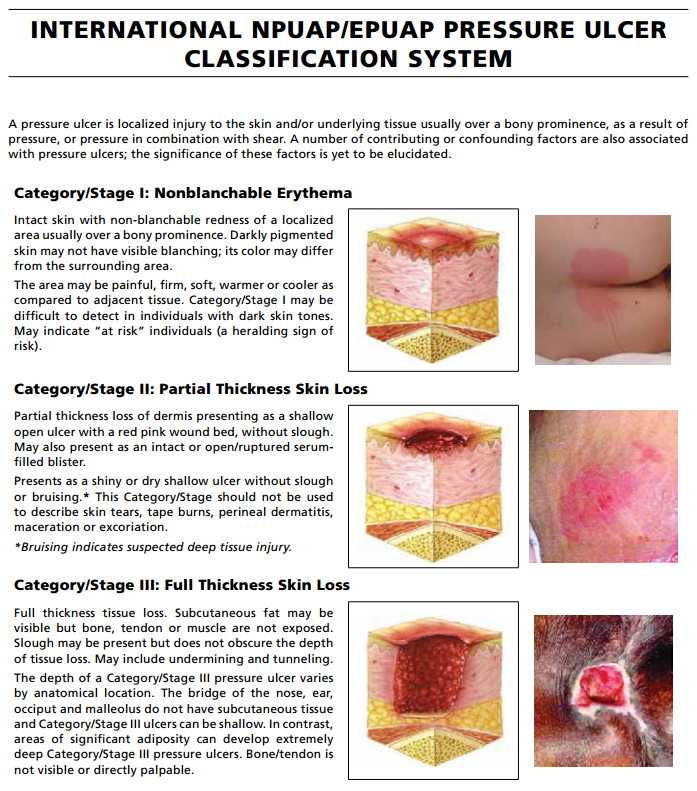 INTERNATIONAL NPUAP/EPUAP PRESSURE ULCER
CLASSIFICATION SYSTEM
A pressure ulcer is localized injury to the skin and/or underlying tissue usually over a bony prominence, as a result of
pressure, or pressure in combination with shear. A number of contributing or confounding factors are also associated
with pressure ulcers; the significance of these factors is yet to be elucidated.
Category/Stage I: Nonblanchable Erythema
Intact skin with non-blanchable redness of a localized
area usually over a bony prominence. Darkly pigmented
skin may not have visible blanching; its color may differ
from the surrounding area.
The area may be painful, firm, soft, warmer or cooler as
compared to adjacent tissue. Category/Stage I may be
difficult to detect in individuals with dark skin tones.
May indicate “at risk” individuals (a heralding sign of
risk).
Category/Stage II: Partial Thickness Skin Loss
Partial thickness loss of dermis presenting as a shallow
open ulcer with a red pink wound bed, without slough.
May also present as an intact or open/ruptured serum-
filled blister.
Presents as a shiny or dry shallow ulcer without slough
or bruising.* This Category/Stage should not be used
to describe skin tears, tape burns, perineal dermatitis,
maceration or excoriation.
*Bruising indicates suspected deep tissue injury.
Category/Stage III: Full Thickness Skin Loss
Full thickness tissue loss. Subcutaneous fat may be
visible but bone, tendon or muscle are not exposed.
Slough may be present but does not obscure the depth
of tissue loss. May include undermining and tunneling.
The depth of a Category/Stage III pressure ulcer varies
by anatomical location. The bridge of the nose, ear,
occiput and malleolus do not have subcutaneous tissue
and Category/Stage III ulcers can be shallow. In contrast,
areas of significant adiposity can develop extremely
deep Category/Stage III pressure ulcers. Bone/tendon is
not visible or directly palpable.